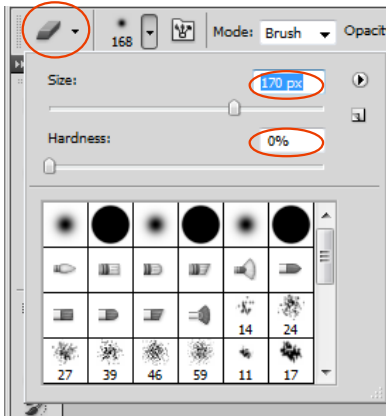 168 Mode: Brush Opacit
Size: 170 px
Hardness: 0%
14 24
27 39 46 59 11 17